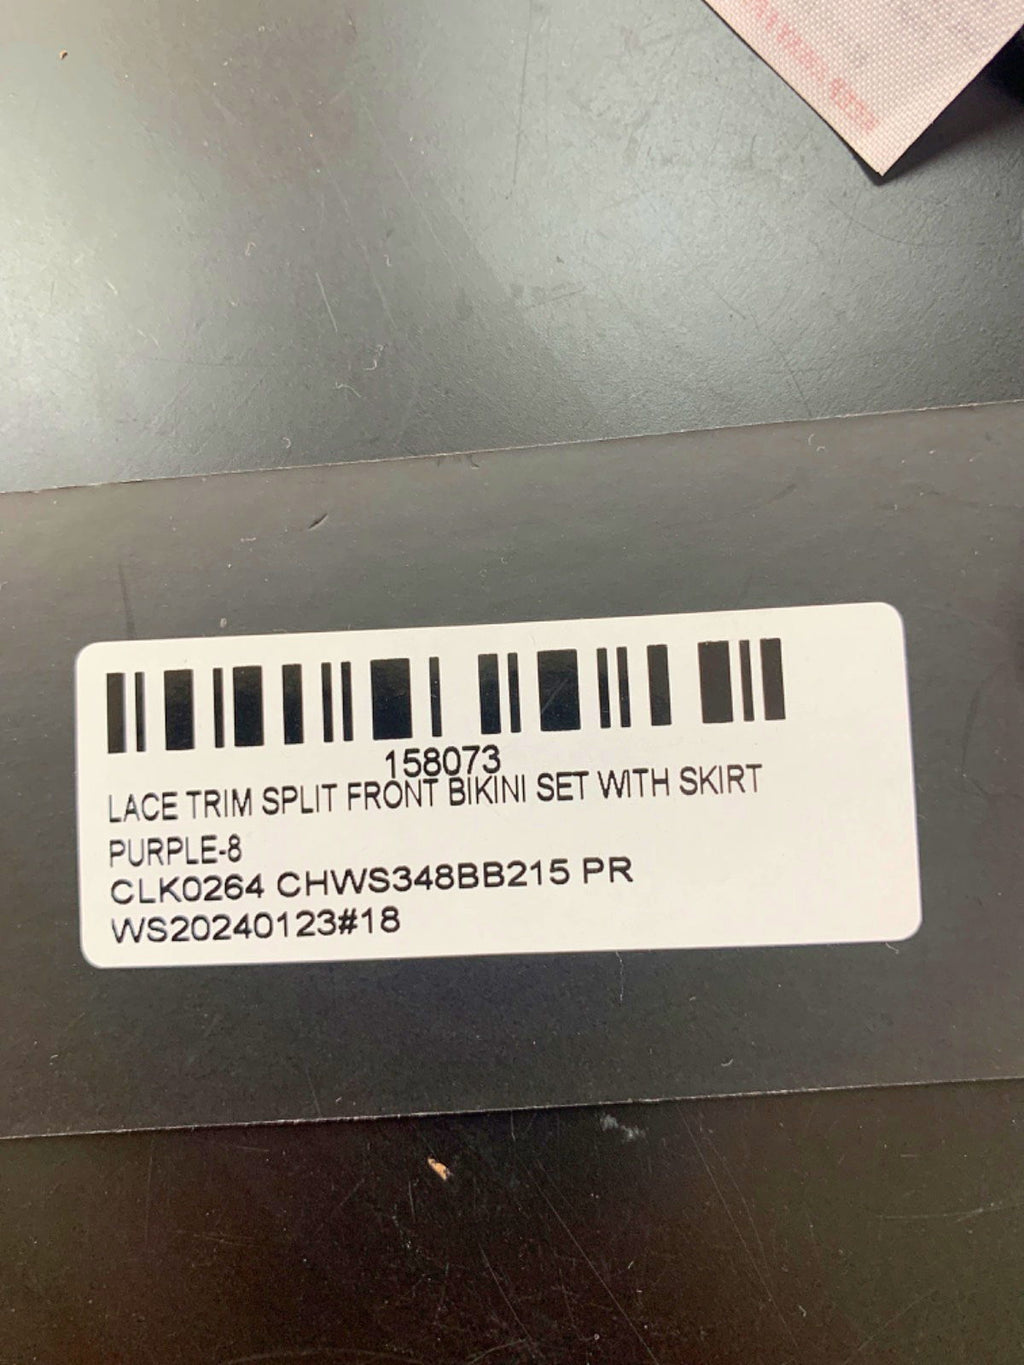 158073
LACE TRIM SPLIT FRONT BIKINI SET WITH SKIRT
PURPLE-8
CLK0264 CHWS348BB215 PR
WS20240123#18